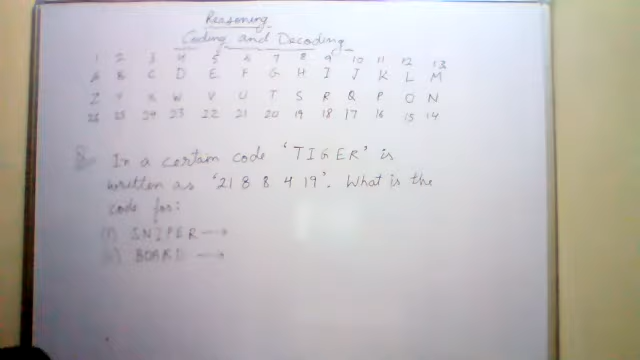 Reasoning
Coding and Decoding
1 2 3 4 5 6 7 8 9 10 11 12 13
A B C D E F G H I J K L M
Z Y X W V U T S R Q P O N
26 25 24 23 22 21 20 19 18 17 16 15 14
In a certain code 'TIGER' is
written as '21 8 8 4 19'. What is the
code for:
(i) SNIPER →
(ii) BOARD →